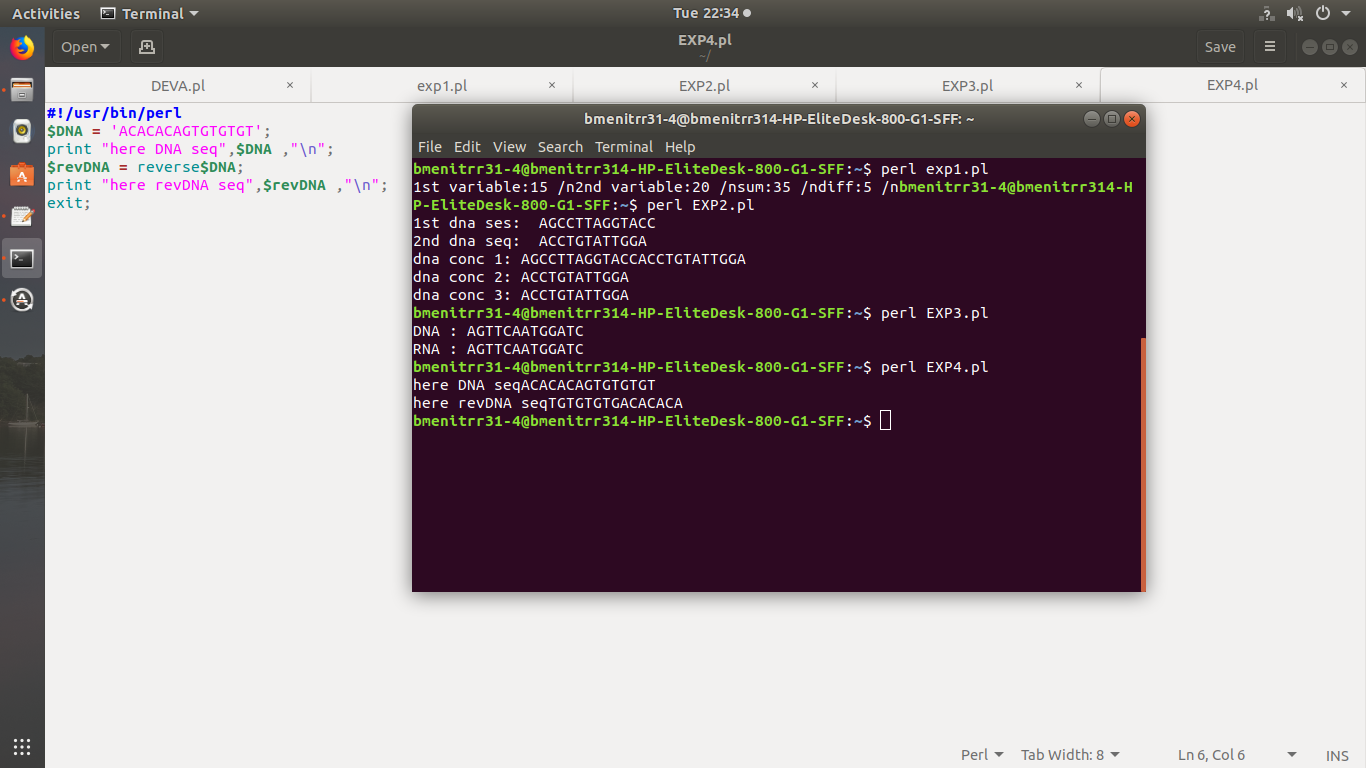 Activities Terminal Tue 22:34
Open EXP4.pl Save
~/
DEVA.pl exp1.pl EXP2.pl EXP3.pl EXP4.pl
#!/usr/bin/perl
$DNA = 'ACACACAGTGTGTGT';
print "here DNA seq",$DNA ,"\n";
$revDNA = reverse$DNA;
print "here revDNA seq",$revDNA ,"\n";
exit;
bmenitrr31-4@bmenitrr314-HP-EliteDesk-800-G1-SFF: ~
File Edit View Search Terminal Help
bmenitrr31-4@bmenitrr314-HP-EliteDesk-800-G1-SFF:~$ perl exp1.pl
1st variable:15 /n2nd variable:20 /nsum:35 /ndiff:5 /nbmenitrr31-4@bmenitrr314-H
P-EliteDesk-800-G1-SFF:~$ perl EXP2.pl
1st dna ses:  AGCCTTAGGTACC
2nd dna seq:  ACCTGTATTGGA
dna conc 1: AGCCTTAGGTACCACCTGTATTGGA
dna conc 2: ACCTGTATTGGA
dna conc 3: ACCTGTATTGGA
bmenitrr31-4@bmenitrr314-HP-EliteDesk-800-G1-SFF:~$ perl EXP3.pl
DNA : AGTTCAATGGATC
RNA : AGTTCAATGGATC
bmenitrr31-4@bmenitrr314-HP-EliteDesk-800-G1-SFF:~$ perl EXP4.pl
here DNA seqACACACAGTGTGTGT
here revDNA seqTGTGTGTGACACACA
bmenitrr31-4@bmenitrr314-HP-EliteDesk-800-G1-SFF:~$
Perl Tab Width: 8 Ln 6, Col 6 INS